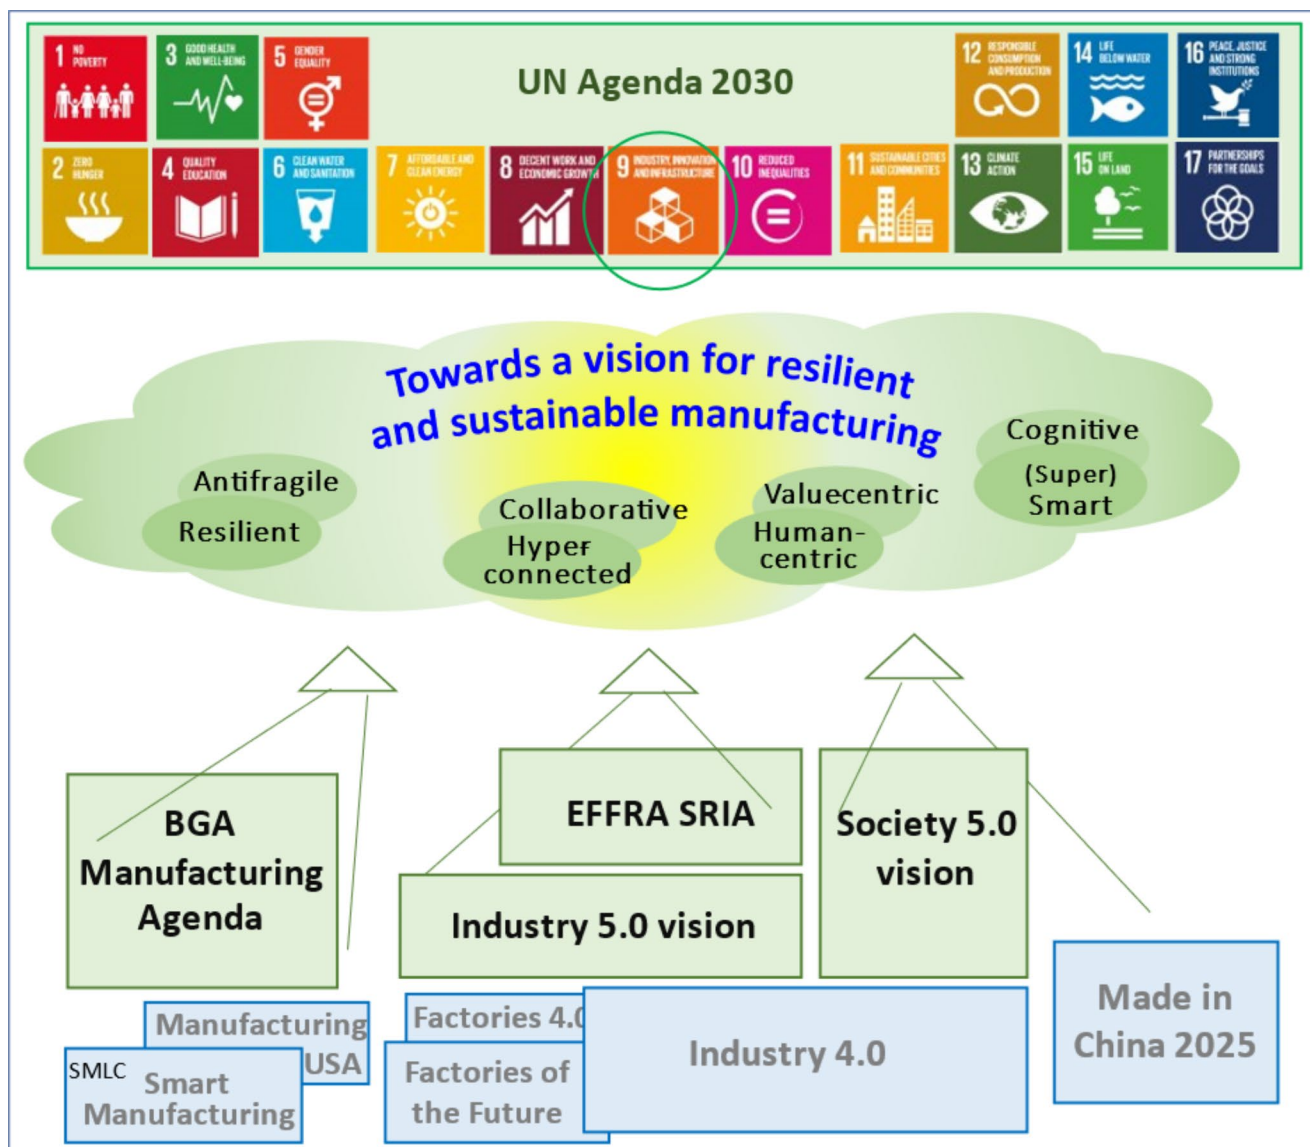 1 NO
POVERTY
3 GOOD HEALTH
AND WELL-BEING
5 GENDER
EQUALITY
UN Agenda 2030
12 RESPONSIBLE
CONSUMPTION
AND PRODUCTION
14 LIFE
BELOW WATER
16 PEACE, JUSTICE
AND STRONG
INSTITUTIONS
2 ZERO
HUNGER
4 QUALITY
EDUCATION
6 CLEAN WATER
AND SANITATION
7 AFFORDABLE AND
CLEAN ENERGY
8 DECENT WORK AND
ECONOMIC GROWTH
9 INDUSTRY, INNOVATION
AND INFRASTRUCTURE
10 REDUCED
INEQUALITIES
11 SUSTAINABLE CITIES
AND COMMUNITIES
13 CLIMATE
ACTION
15 LIFE
ON LAND
17 PARTNERSHIPS
FOR THE GOALS
Towards a vision for resilient
and sustainable manufacturing
Antifragile
Resilient
Collaborative
Hyper-
connected
Valuecentric
Human-
centric
Cognitive
(Super)
Smart
BGA
Manufacturing
Agenda
EFFRA SRIA
Industry 5.0 vision
Society 5.0
vision
Manufacturing
USA
SMLC
Smart
Manufacturing
Factories 4.0
Factories of
the Future
Industry 4.0
Made in
China 2025